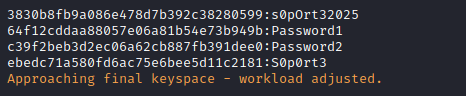 3830b8fb9a086e478d7b392c38280599:s0pOrt32025
64f12cddaa88057e06a81b54e73b949b:Password1
c39f2beb3d2ec06a62cb887fb391dee0:Password2
ebedc71a580fd6ac75e6bee5d11c2181:S0p0rt3
Approaching final keyspace - workload adjusted.